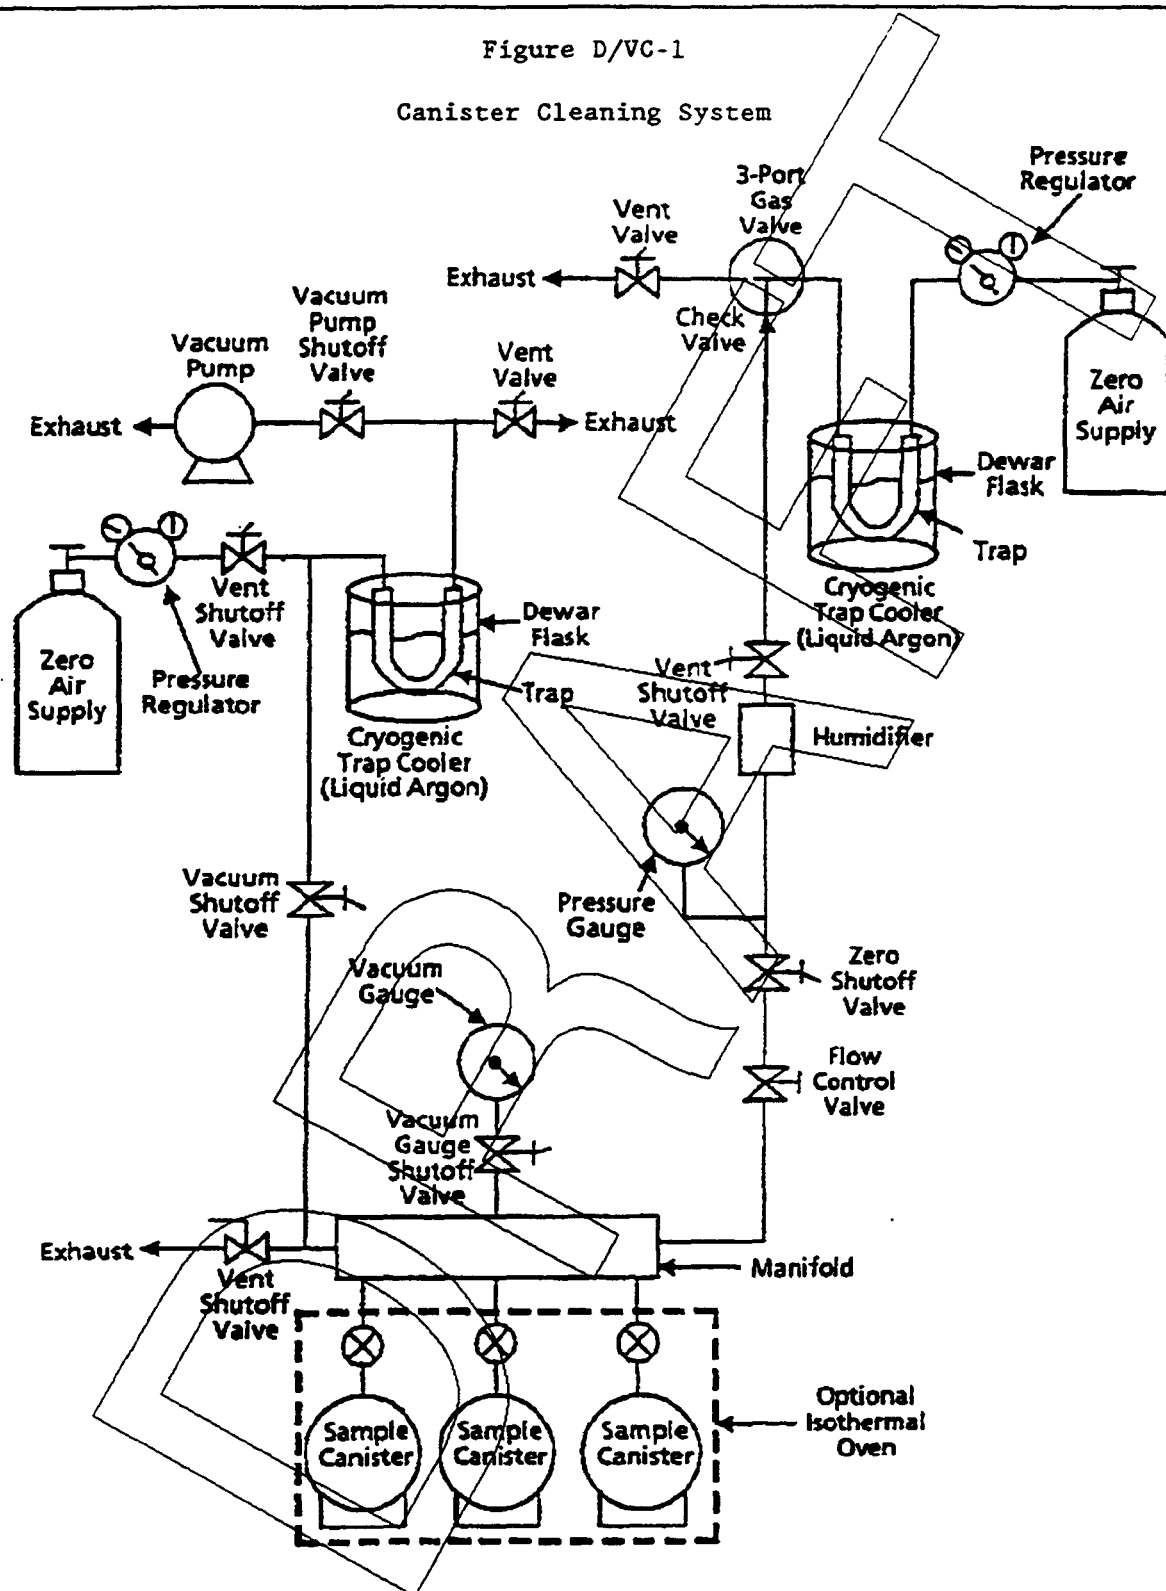 Figure D/VC-1
Canister Cleaning System
Pressure
Regulator
3-Port
Gas
Valve
Vent
Valve
Exhaust
Check
Valve
Zero
Air
Supply
Vacuum
Pump
Shutoff
Valve
Vacuum
Pump
Vent
Valve
Exhaust
Exhaust
Dewar
Flask
Trap
Cryogenic
Trap Cooler
(Liquid Argon)
Vent
Shutoff
Valve
Pressure
Regulator
Zero
Air
Supply
Dewar
Flask
Trap
Cryogenic
Trap Cooler
(Liquid Argon)
Vent
Shutoff
Valve
Humidifier
Pressure
Gauge
Vacuum
Shutoff
Valve
Zero
Shutoff
Valve
Vacuum
Gauge
Flow
Control
Valve
Vacuum
Gauge
Shutoff
Valve
Exhaust
Vent
Shutoff
Valve
Manifold
Sample
Canister
Sample
Canister
Sample
Canister
Optional
Isothermal
Oven
DRAFT